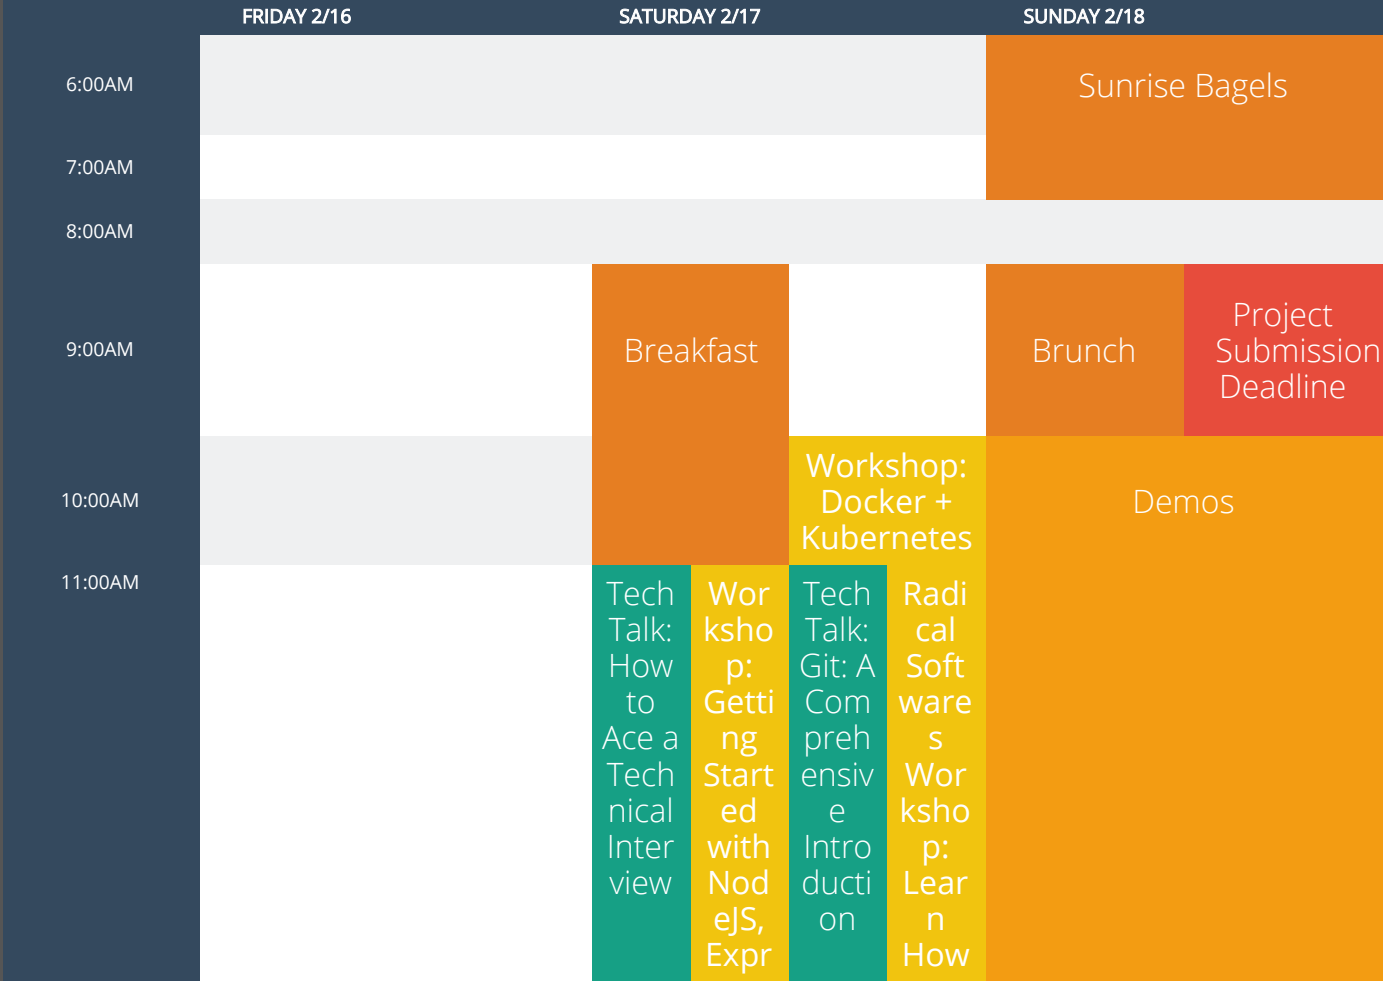 FRIDAY 2/16
SATURDAY 2/17
SUNDAY 2/18
6:00AM
Sunrise Bagels
7:00AM
8:00AM
9:00AM
Breakfast
Brunch
Project
Submission
Deadline
10:00AM
Workshop:
Docker +
Kubernetes
Demos
11:00AM
Tech
Talk:
How
to
Ace a
Tech
nical
Inter
view
Wor
ksho
p:
Getti
ng
Start
ed
with
Nod
eJS,
Expr
Tech
Talk:
Git: A
Com
preh
ensiv
e
Intro
ducti
on
Radi
cal
Soft
ware
s
Wor
ksho
p:
Lear
n
How